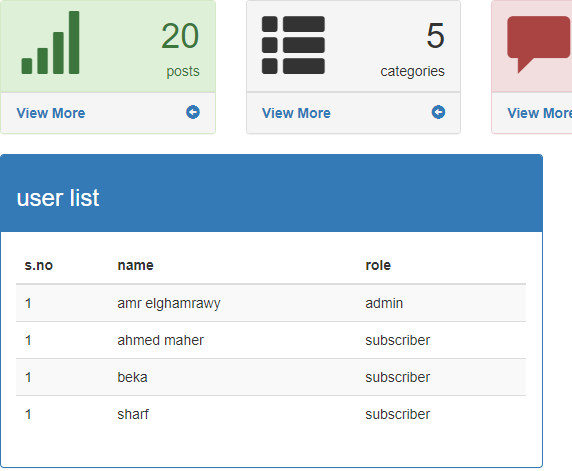 20
posts
View More
5
categories
View More
View More
user list
s.no name role
1 amr elghamrawy admin
1 ahmed maher subscriber
1 beka subscriber
1 sharf subscriber